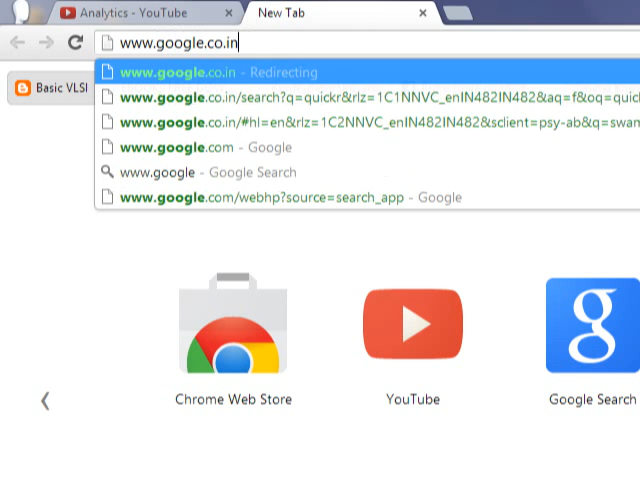 Analytics - YouTube
New Tab
www.google.co.in
Basic VLSI
www.google.co.in - Redirecting
www.google.co.in/search?q=quickr&rlz=1C1NNVC_enIN482IN482&aq=f&oq=quick
www.google.co.in/#hl=en&rlz=1C2NNVC_enIN482IN482&sclient=psy-ab&q=swam
www.google.com - Google
www.google - Google Search
www.google.com/webhp?source=search_app - Google
Chrome Web Store
YouTube
Google Search